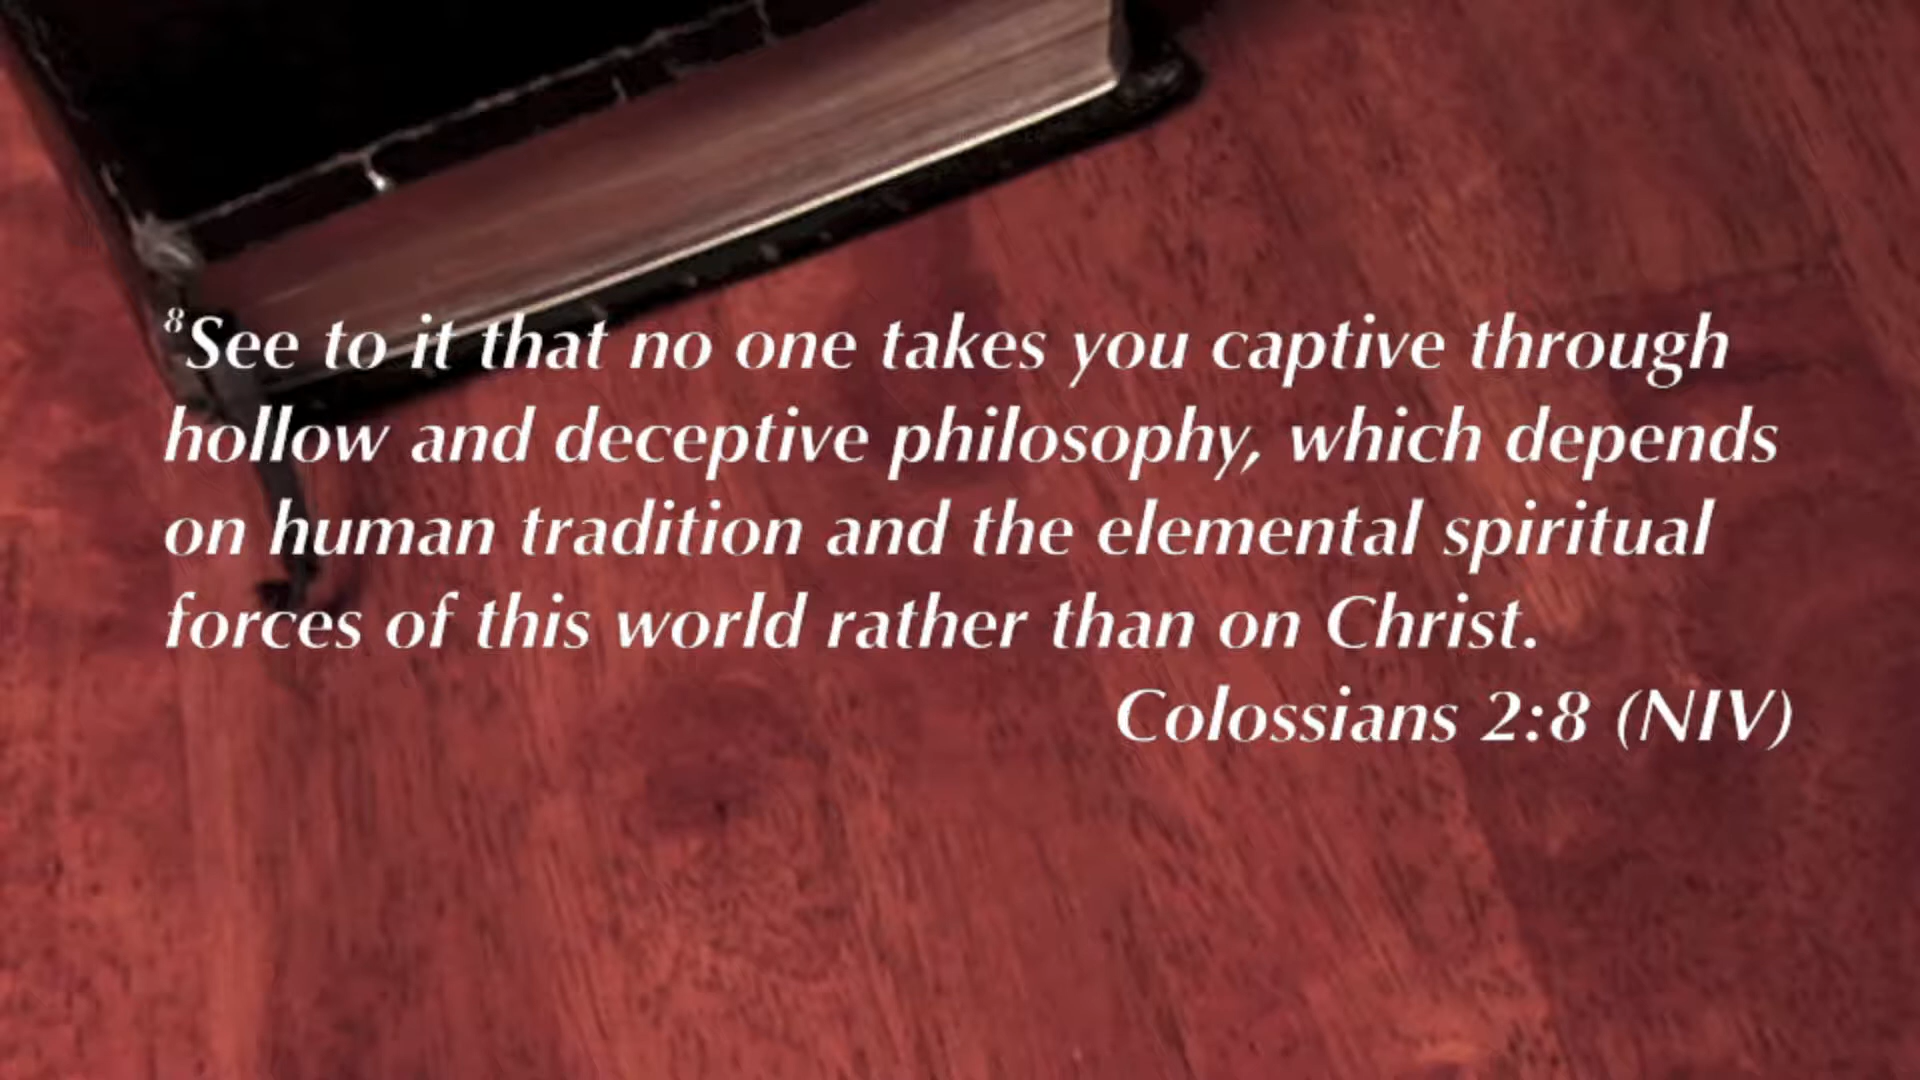 ⁸See to it that no one takes you captive through
hollow and deceptive philosophy, which depends
on human tradition and the elemental spiritual
forces of this world rather than on Christ.
Colossians 2:8 (NIV)